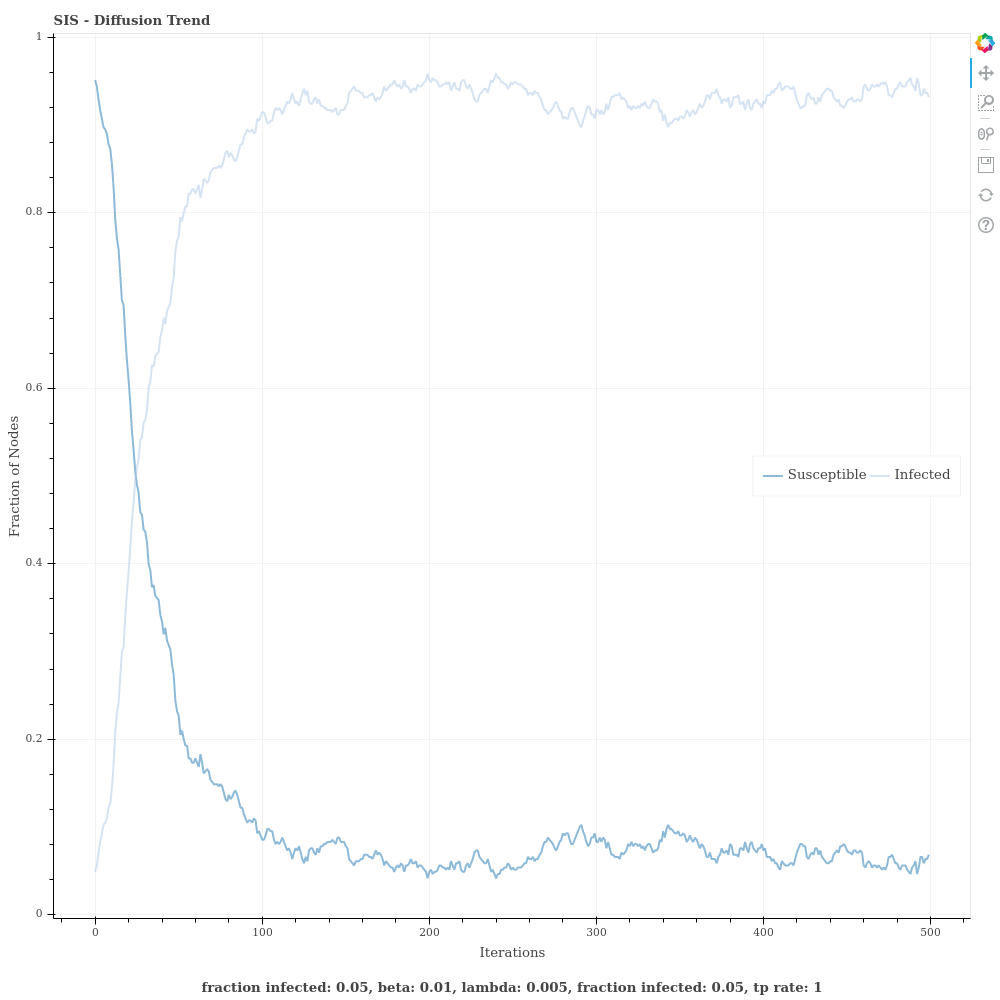 SIS - Diffusion Trend
1
0.8
0.6
0.4
0.2
0
Fraction of Nodes
Susceptible Infected
0 100 200 300 400 500
Iterations
fraction infected: 0.05, beta: 0.01, lambda: 0.005, fraction infected: 0.05, tp rate: 1